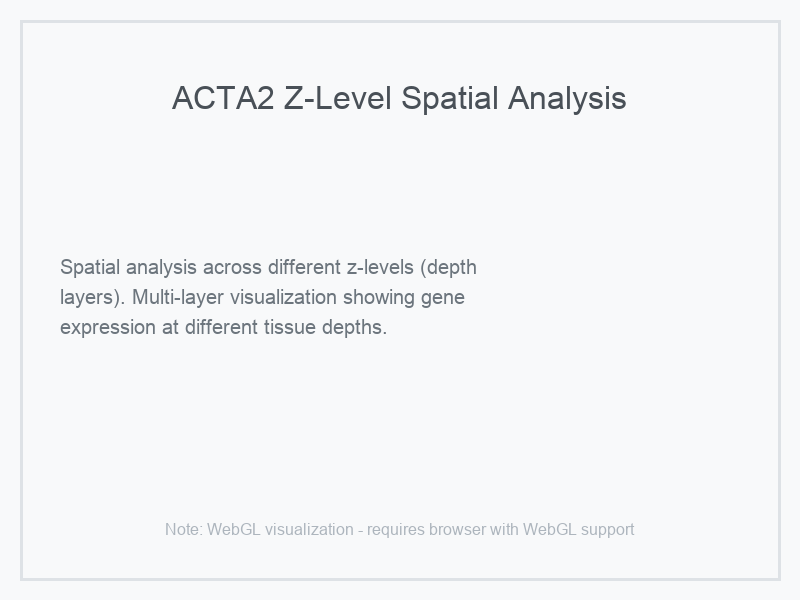 ACTA2 Z-Level Spatial Analysis
Spatial analysis across different z-levels (depth
layers). Multi-layer visualization showing gene
expression at different tissue depths.
Note: WebGL visualization - requires browser with WebGL support